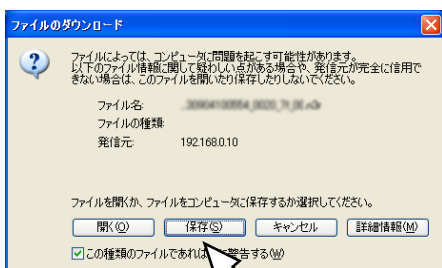 ファイルのダウンロード
ファイルによっては、コンピュータに問題を起こす可能性があります。
以下のファイル情報に関して疑わしい点がある場合や、発信元が完全に信用で
きない場合は、このファイルを開いたり保存したりしないでください。
ファイル名:
ファイルの種類:
発信元: 192.168.0.10
ファイルを開くか、ファイルをコンピュータに保存するか選択してください。
開く(O) 保存(S) キャンセル 詳細情報(M)
この種類のファイルであれば 警告する(W)